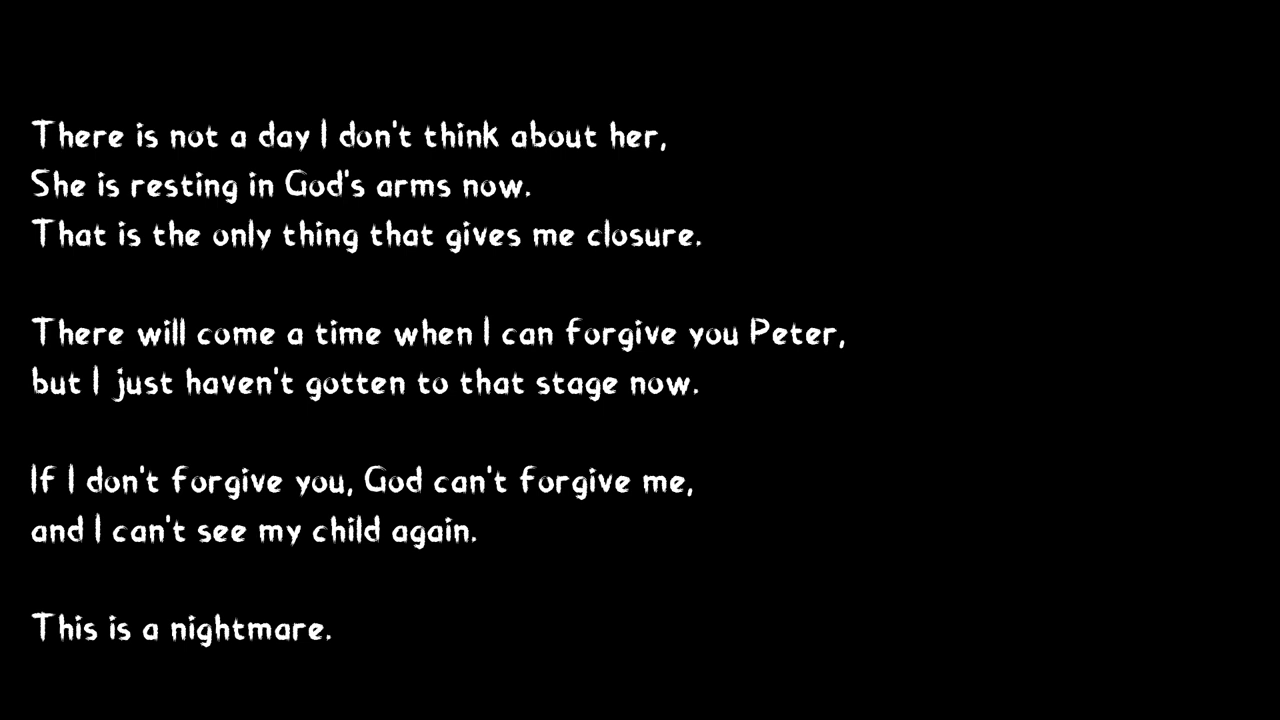 There is not a day I don't think about her,
She is resting in God's arms now.
That is the only thing that gives me closure.
There will come a time when I can forgive you Peter,
but I just haven't gotten to that stage now.
If I don't forgive you, God can't forgive me,
and I can't see my child again.
This is a nightmare.